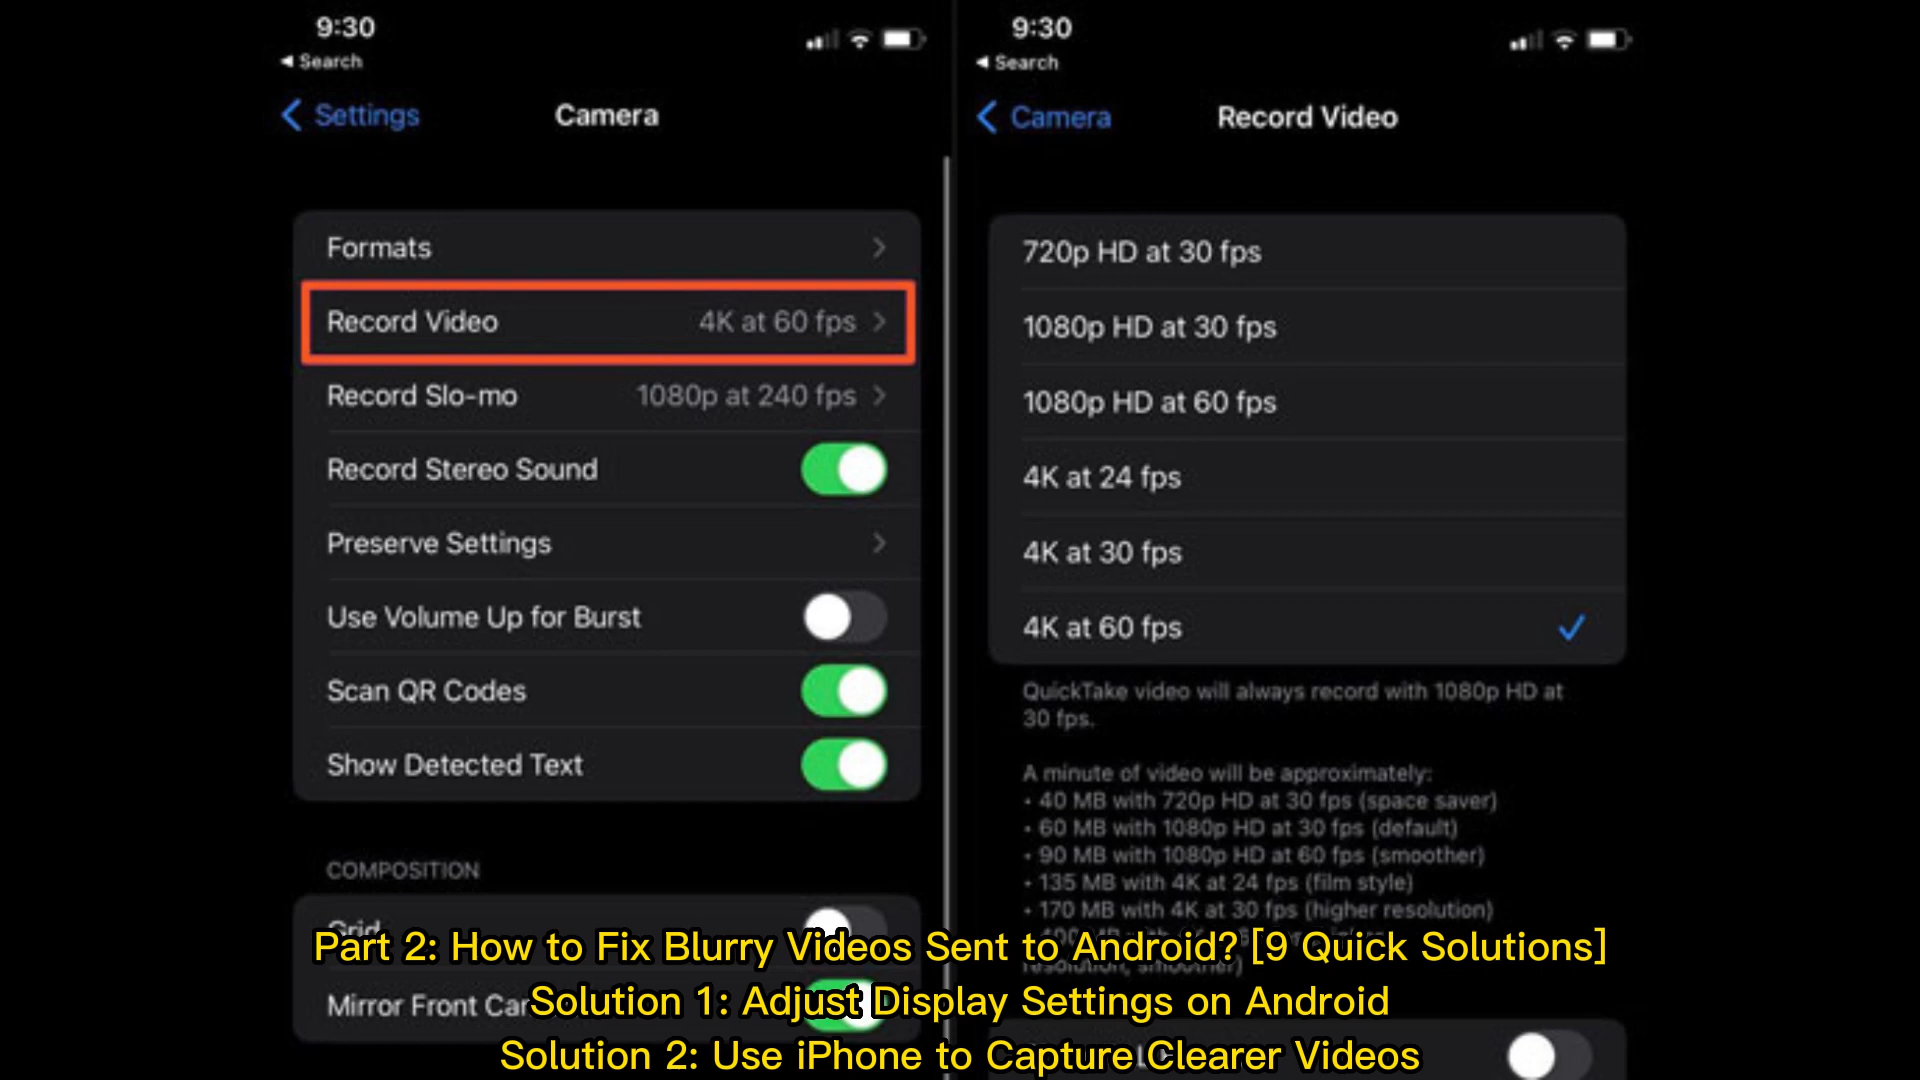 9:30
Search
Settings
Camera
Formats
Record Video 4K at 60 fps
Record Slo-mo 1080p at 240 fps
Record Stereo Sound
Preserve Settings
Use Volume Up for Burst
Scan QR Codes
Show Detected Text
COMPOSITION
Grid
Mirror Front
9:30
Search
Camera
Record Video
720p HD at 30 fps
1080p HD at 30 fps
1080p HD at 60 fps
4K at 24 fps
4K at 30 fps
4K at 60 fps
QuickTake video will always record with 1080p HD at
30 fps.
A minute of video will be approximately:
• 40 MB with 720p HD at 30 fps (space saver)
• 60 MB with 1080p HD at 30 fps (default)
• 90 MB with 1080p HD at 60 fps (smoother)
• 135 MB with 4K at 24 fps (film style)
• 170 MB with 4K at 30 fps (higher resolution)
resolution, smoother)
Part 2: How to Fix Blurry Videos Sent to Android? [9 Quick Solutions]
Solution 1: Adjust Display Settings on Android
Solution 2: Use iPhone to Capture Clearer Videos